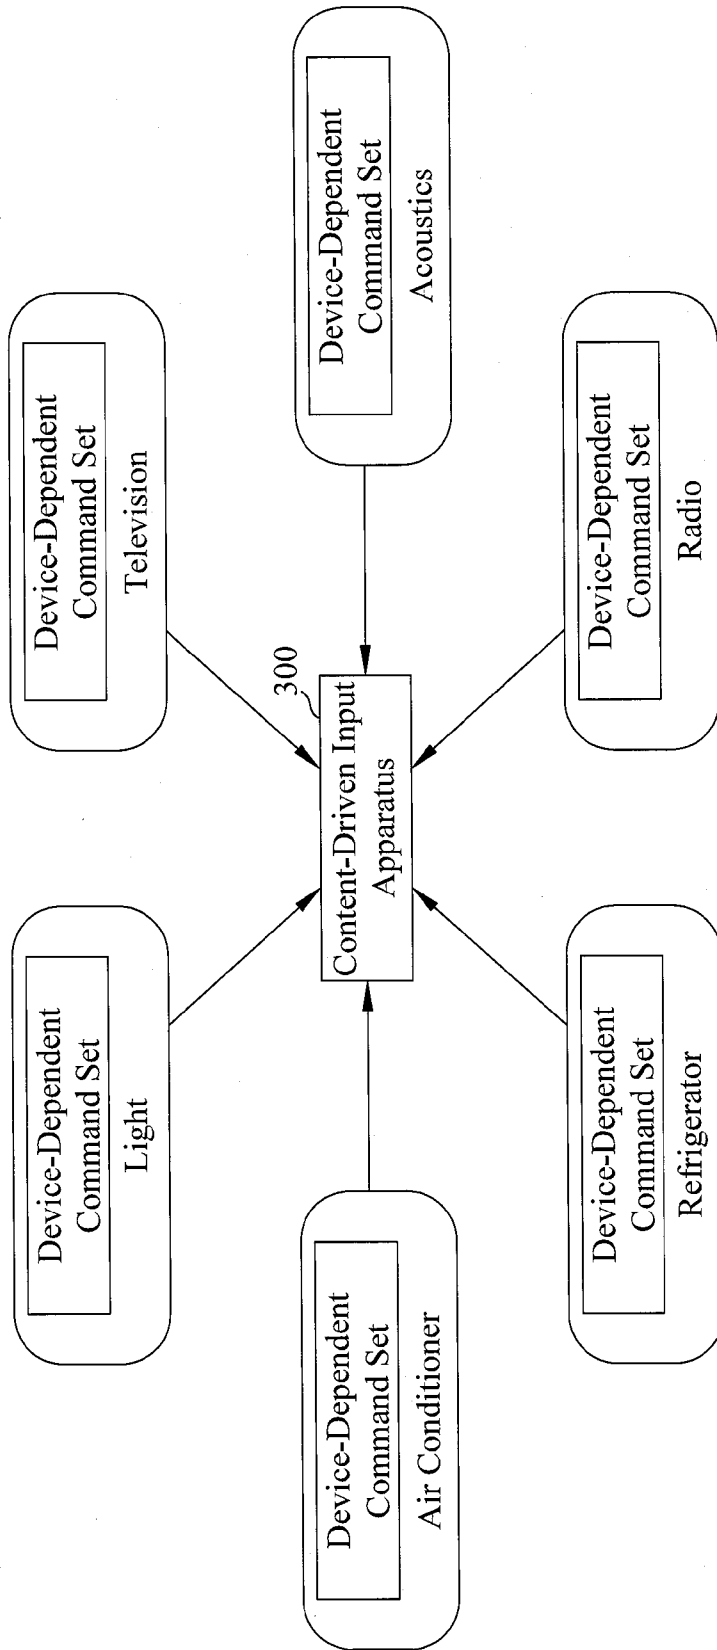 Device-Dependent
Command Set
Light
Device-Dependent
Command Set
Television
Device-Dependent
Command Set
Air Conditioner
300
Content-Driven Input
Apparatus
Device-Dependent
Command Set
Acoustics
Device-Dependent
Command Set
Refrigerator
Device-Dependent
Command Set
Radio